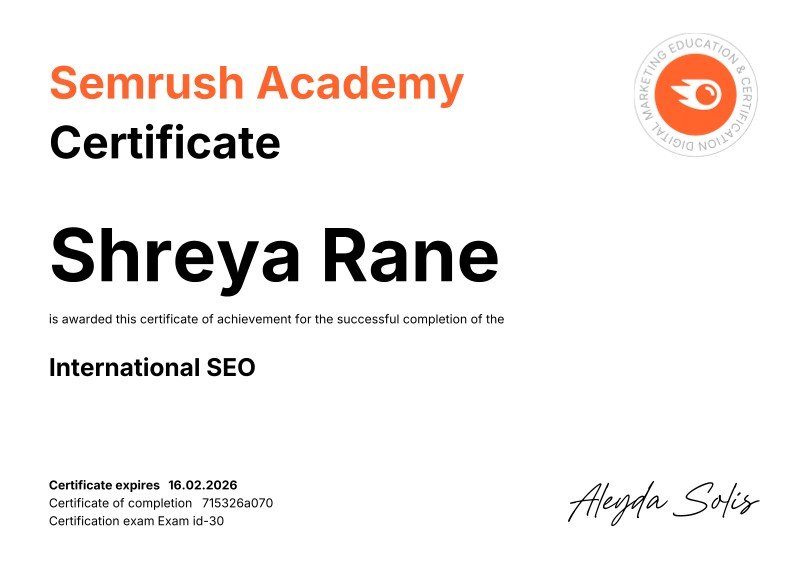 Semrush Academy
Certificate
DIGITAL MARKETING EDUCATION & CERTIFICATION
Shreya Rane
is awarded this certificate of achievement for the successful completion of the
International SEO
Certificate expires 16.02.2026
Certificate of completion 715326a070
Certification exam Exam id-30
Aleyda Solis